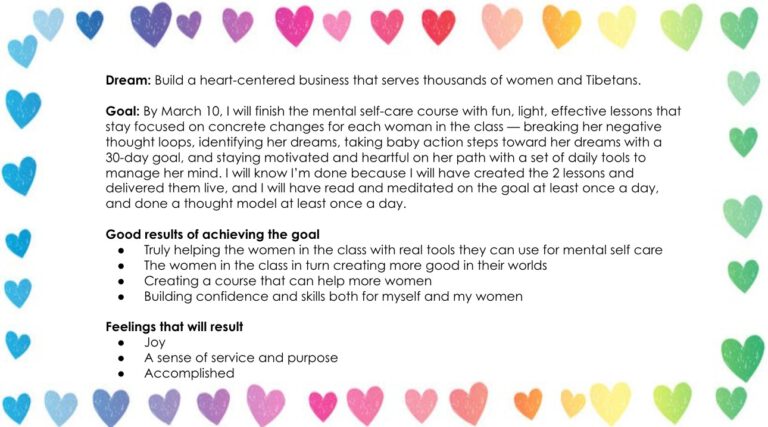 Dream: Build a heart-centered business that serves thousands of women and Tibetans.
Goal: By March 10, I will finish the mental self-care course with fun, light, effective lessons that
stay focused on concrete changes for each woman in the class — breaking her negative
thought loops, identifying her dreams, taking baby action steps toward her dreams with a
30-day goal, and staying motivated and heartful on her path with a set of daily tools to
manage her mind. I will know I'm done because I will have created the 2 lessons and
delivered them live, and I will have read and meditated on the goal at least once a day,
and done a thought model at least once a day.
Good results of achieving the goal
● Truly helping the women in the class with real tools they can use for mental self care
● The women in the class in turn creating more good in their worlds
● Creating a course that can help more women
● Building confidence and skills both for myself and my women
Feelings that will result
● Joy
● A sense of service and purpose
● Accomplished